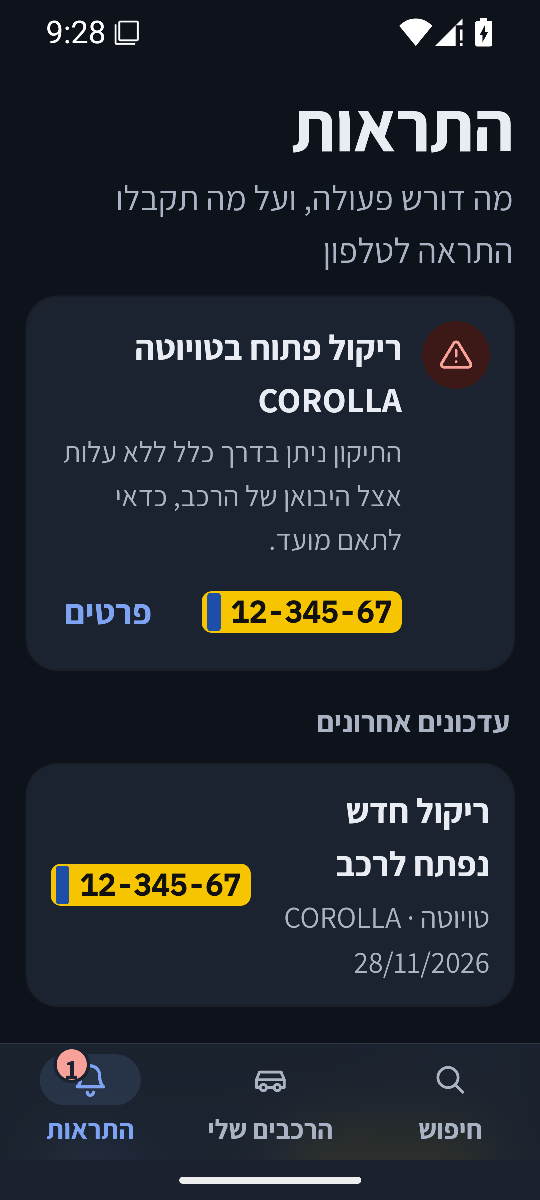 9:28
התראות
מה דורש פעולה, ועל מה תקבלו
התראה לטלפון
ריקול פתוח בטויוטה
COROLLA
התיקון ניתן בדרך כלל ללא עלות
אצל היבואן של הרכב, כדאי
לתאם מועד.
12-345-67
פרטים
עדכונים אחרונים
ריקול חדש
נפתח לרכב
12-345-67
טויוטה · COROLLA
28/11/2026
חיפוש
הרכבים שלי
1
התראות